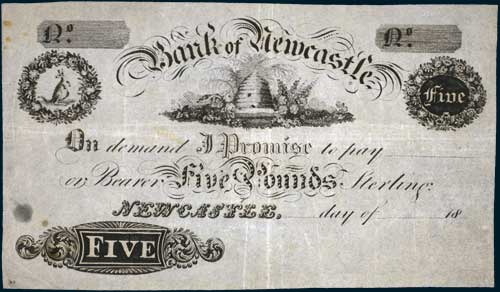 No.
No.
Bank of Newcastle
Five
On demand I Promise to pay
or Bearer Five Pounds Sterling.
NEWCASTLE. day of 18
FIVE